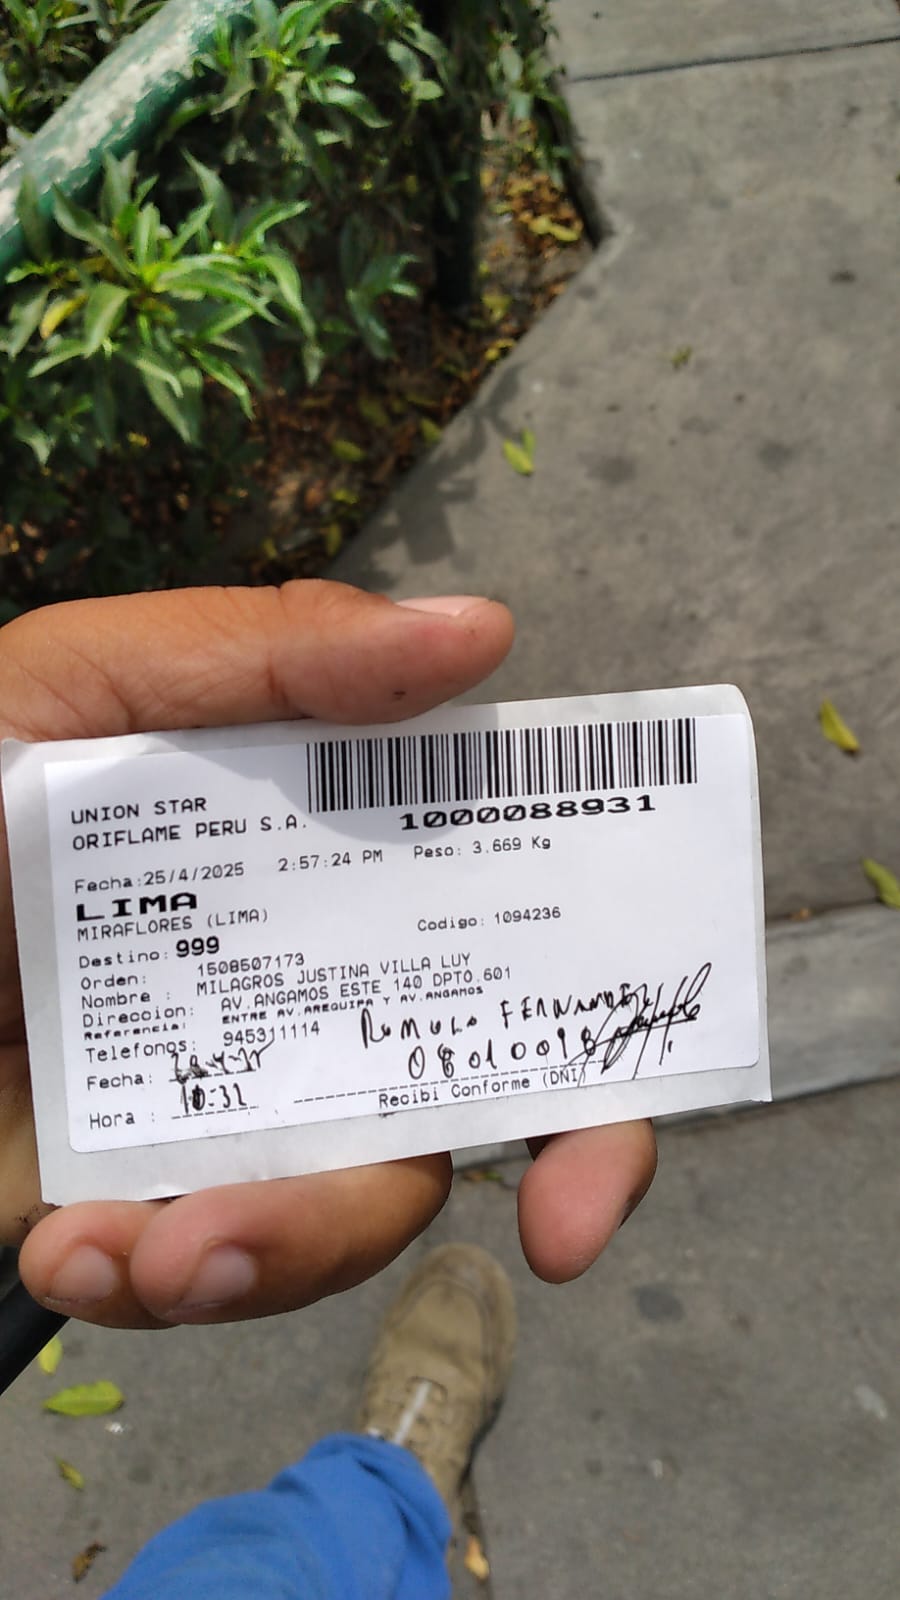 1000088931
UNION STAR
ORIFLAME PERU S.A.
Fecha:25/4/2025 2:57:24 PM Peso: 3.669 Kg
LIMA
MIRAFLORES (LIMA)
Codigo: 1094236
Destino: 999
Orden: 1508507173
Nombre : MILAGROS JUSTINA VILLA LUY
Direccion: AV.ANGAMOS ESTE 140 DPTO.601
Referencia: ENTRE AV.AREQUIPA Y AV.ANGAMOS
Telefonos: 945311114
ROMULO FERNANDEZ
Fecha:
08010098
Hora : 10:32
Recibi Conforme (DNI)